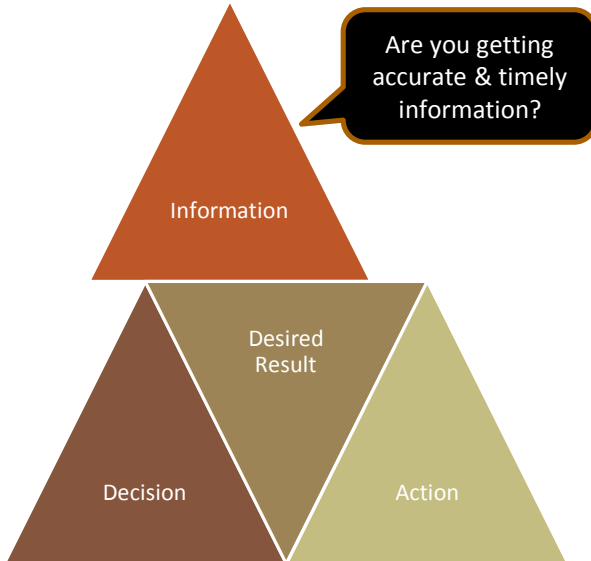 Are you getting
accurate & timely
information?
Information
Desired
Result
Decision
Action